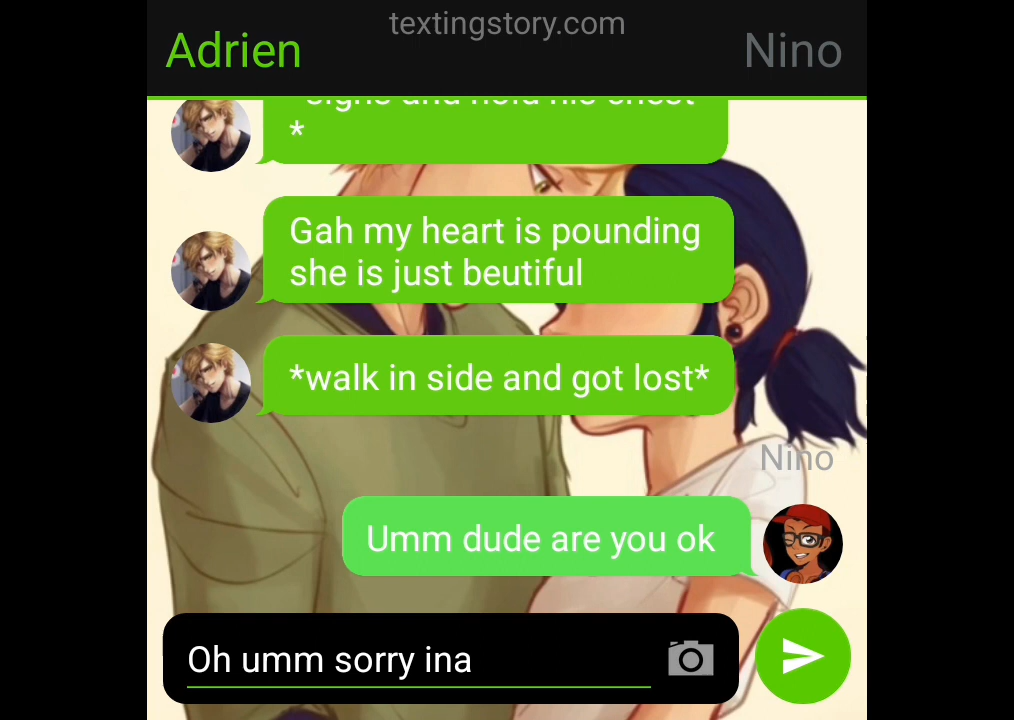 textingstory.com
Adrien
Nino
*
Gah my heart is pounding
she is just beutiful
*walk in side and got lost*
Nino
Umm dude are you ok
Oh umm sorry ina